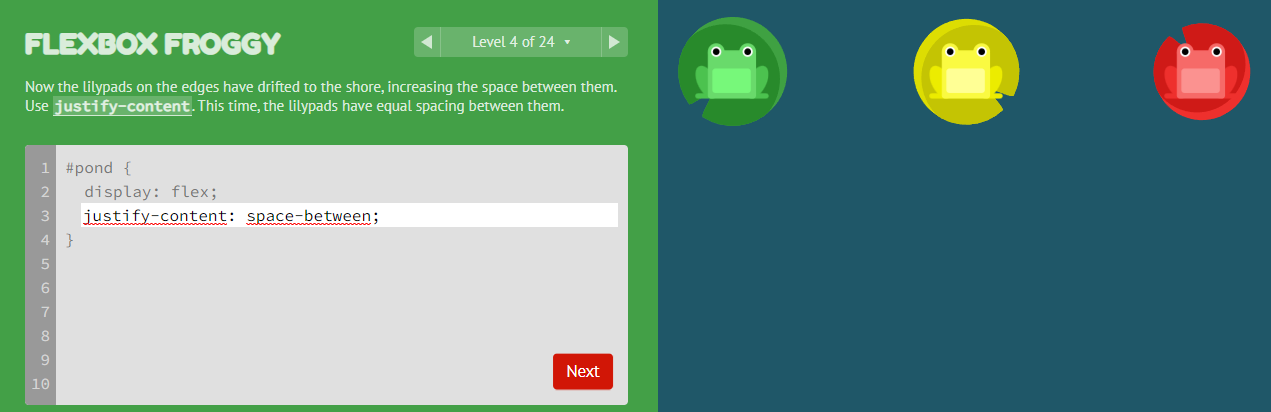 FLEXBOX FROGGY
Level 4 of 24
Now the lilypads on the edges have drifted to the shore, increasing the space between them.
Use justify-content. This time, the lilypads have equal spacing between them.
1 #pond {
2 display: flex;
3 justify-content: space-between;
4 }
5
6
7
8
9
10
Next